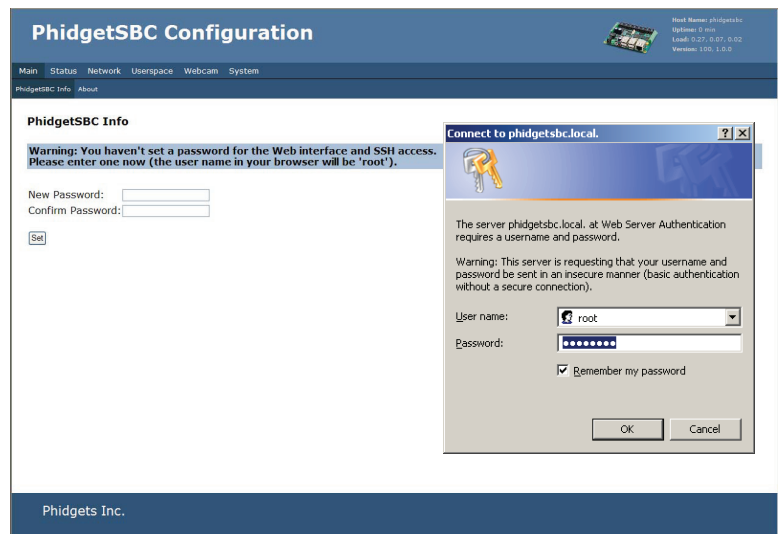 PhidgetSBC Configuration
Host Name: phidgetsbc
Uptime: 0 min
Load: 0.27, 0.07, 0.02
Version: 100. 1.0.0
Main Status Network Userspace Webcam System
PhidgetSBC Info About
PhidgetSBC Info
Warning: You haven't set a password for the Web interface and SSH access.
Please enter one now (the user name in your browser will be 'root').
New Password:
Confirm Password:
Set
Connect to phidgetsbc.local.
The server phidgetsbc.local. at Web Server Authentication
requires a username and password.
Warning: This server is requesting that your username and
password be sent in an insecure manner (basic authentication
without a secure connection).
User name:
root
Password:
Remember my password
OK Cancel
Phidgets Inc.